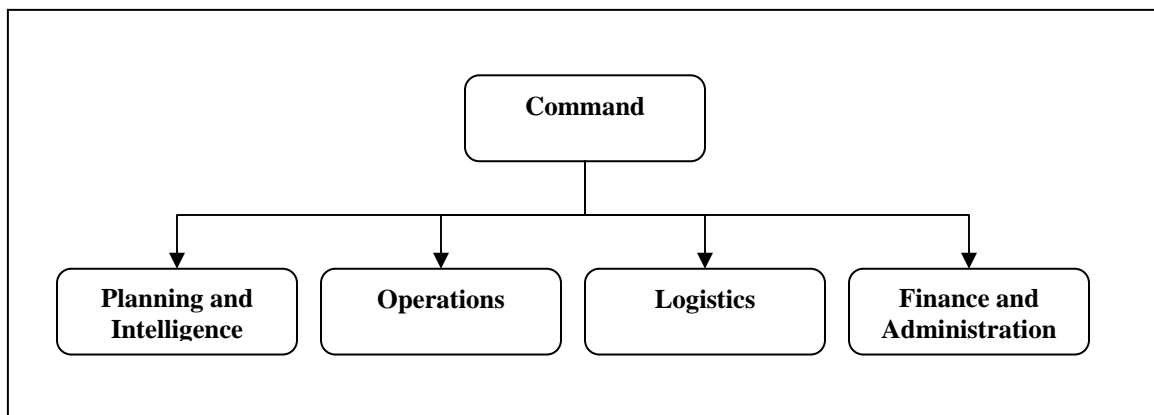 Command
Planning and
Intelligence
Operations
Logistics
Finance and
Administration